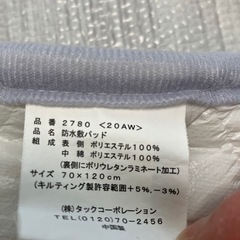 品番 2780 <20AW>
品名 防水敷パッド
組成 表側 ポリエステル100%
中綿 ポリエステル100%
(裏側にポリウレタンラミネート加工)
サイズ 70×120cm
(キルティング製許容範囲+5%,-3%)
(株)タックコーポレーション
TEL(0120)70-2416
中国製